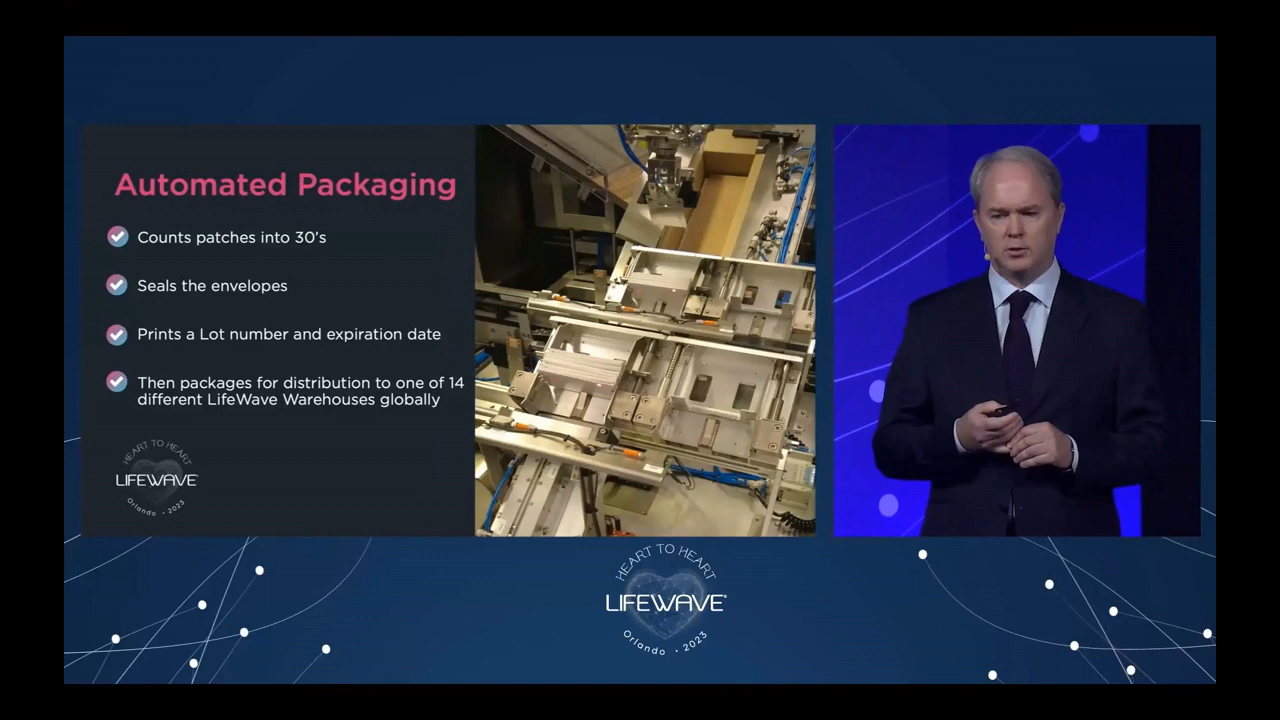 Automated Packaging
Counts patches into 30's
Seals the envelopes
Prints a Lot number and expiration date
Then packages for distribution to one of 14
different LifeWave Warehouses globally
HEART TO HEART
LIFEWAVE
Orlando • 2023
HEART TO HEART
LIFEWAVE®
Orlando • 2023